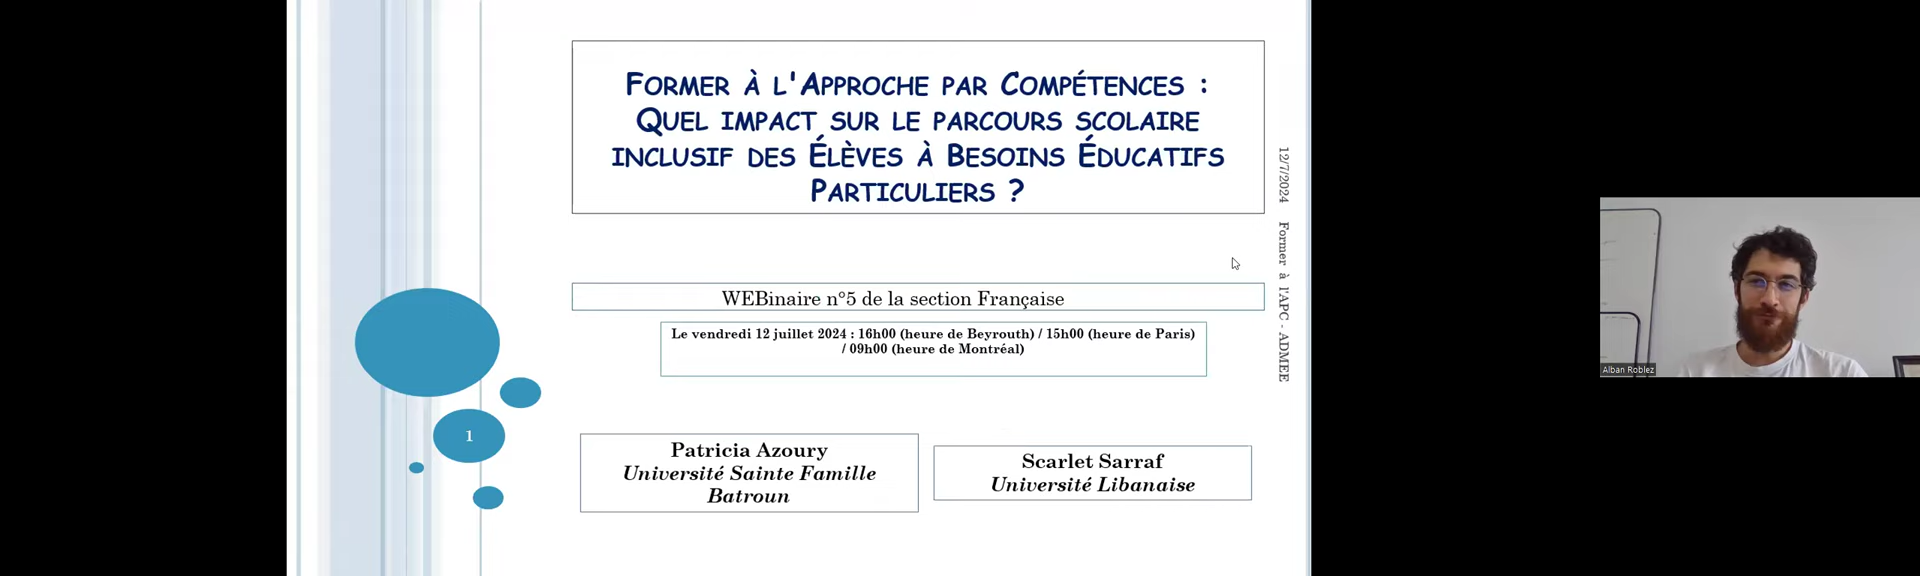 Former à l'Approche par Compétences :
Quel impact sur le parcours scolaire
inclusif des Élèves à Besoins Éducatifs
Particuliers ?
WEBinaire n°5 de la section Française
Le vendredi 12 juillet 2024 : 16h00 (heure de Beyrouth) / 15h00 (heure de Paris)
/ 09h00 (heure de Montréal)
1
Patricia Azoury
Université Sainte Famille
Batroun
Scarlet Sarraf
Université Libanaise
12/7/2024 Former à l'APC - ADMEE
Alban Roblez